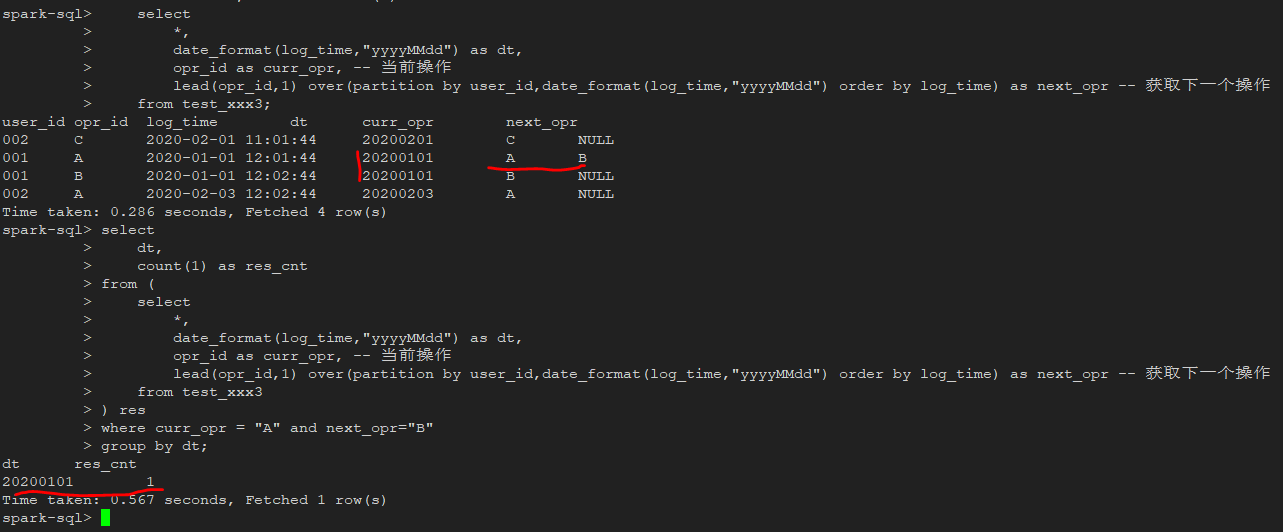 spark-sql>     select
         >         *,
         >         date_format(log_time,"yyyyMMdd") as dt,
         >         opr_id as curr_opr, -- 当前操作
         >         lead(opr_id,1) over(partition by user_id,date_format(log_time,"yyyyMMdd") order by log_time) as next_opr -- 获取下一个操作
         >     from test_xxx3;
user_id opr_id  log_time        dt      curr_opr        next_opr
002     C       2020-02-01 11:01:44     20200201        C       NULL
001     A       2020-01-01 12:01:44     20200101        A       B
001     B       2020-01-01 12:02:44     20200101        B       NULL
002     A       2020-02-03 12:02:44     20200203        A       NULL
Time taken: 0.286 seconds, Fetched 4 row(s)
spark-sql> select
         >     dt,
         >     count(1) as res_cnt
         > from (
         >     select
         >         *,
         >         date_format(log_time,"yyyyMMdd") as dt,
         >         opr_id as curr_opr, -- 当前操作
         >         lead(opr_id,1) over(partition by user_id,date_format(log_time,"yyyyMMdd") order by log_time) as next_opr -- 获取下一个操作
         >     from test_xxx3
         > ) res
         > where curr_opr = "A" and next_opr="B"
         > group by dt;
dt      res_cnt
20200101        1
Time taken: 0.567 seconds, Fetched 1 row(s)
spark-sql>